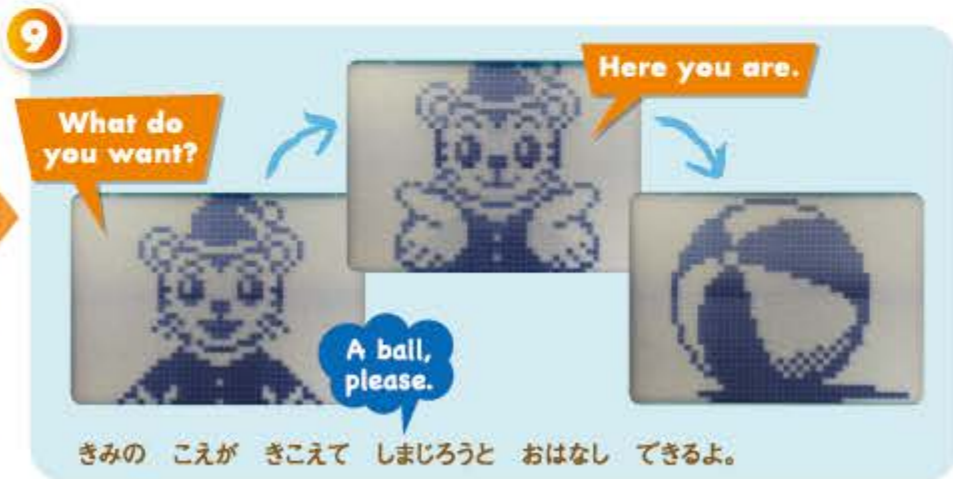 9
What do
you want?
Here you are.
A ball,
please.
きみの こえが きこえて しまじろうと おはなし できるよ。